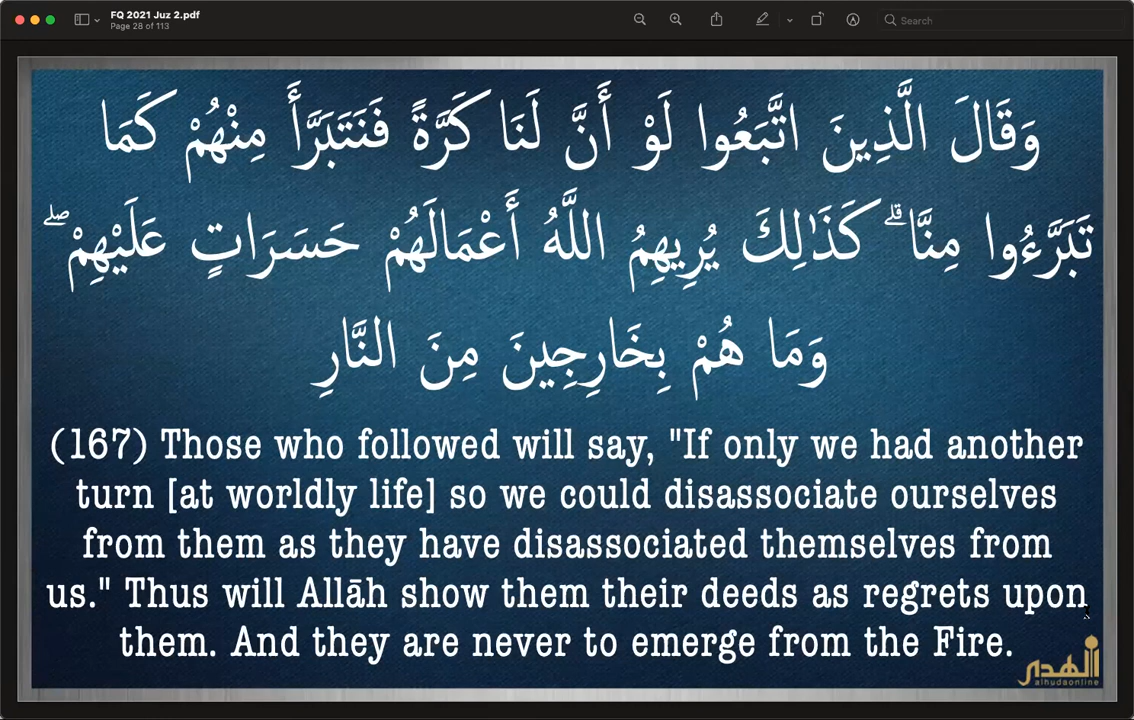 FQ 2021 Juz 2.pdf
Page 28 of 113
Search
وَقَالَ الَّذِينَ اتَّبَعُوا لَوْ أَنَّ لَنَا كَرَّةً فَنَتَبَرَّأَ مِنْهُمْ كَمَا
تَبَرَّءُوا مِنَّا ۗ كَذَٰلِكَ يُرِيهِمُ اللَّهُ أَعْمَالَهُمْ حَسَرَاتٍ عَلَيْهِمْ ۖ
وَمَا هُمْ بِخَارِجِينَ مِنَ النَّارِ
(167) Those who followed will say, "If only we had another
turn [at worldly life] so we could disassociate ourselves
from them as they have disassociated themselves from
us." Thus will Allāh show them their deeds as regrets upon
them. And they are never to emerge from the Fire.
الهدى
alhudaonline